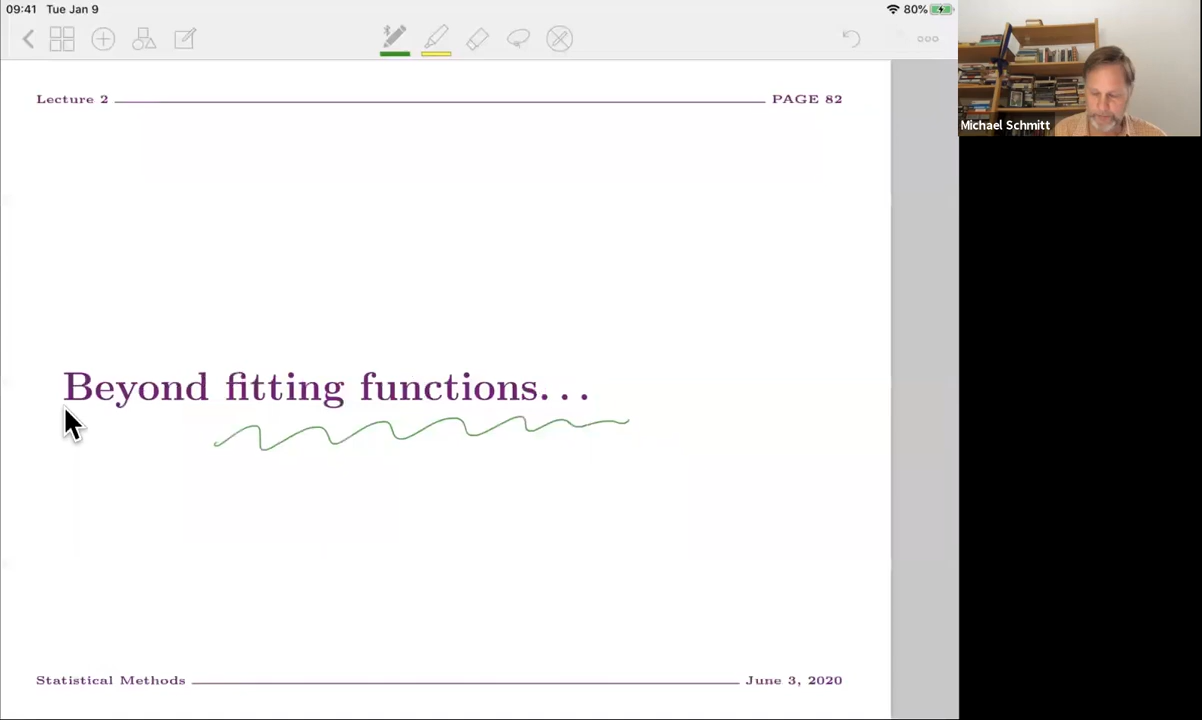 09:41 Tue Jan 9
80%
Lecture 2
PAGE 82
Michael Schmitt
Beyond fitting functions...
Statistical Methods
June 3, 2020